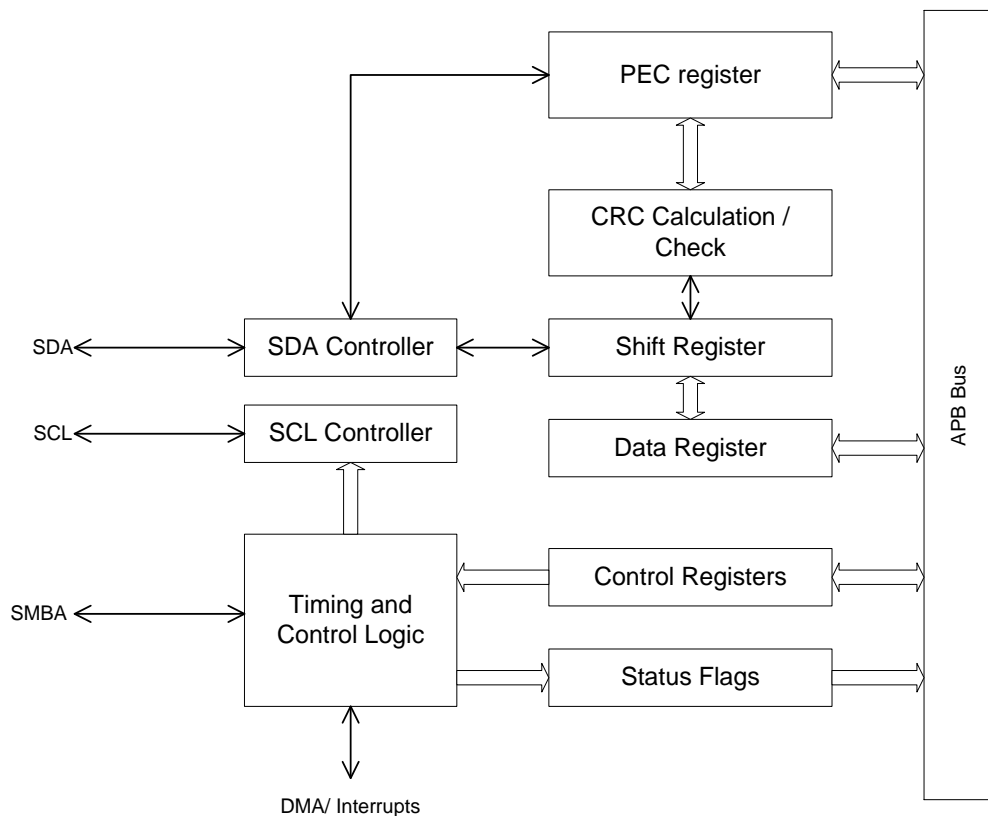 PEC register
CRC Calculation /
Check
SDA
SDA Controller
Shift Register
SCL
SCL Controller
Data Register
APB Bus
SMBA
Timing and
Control Logic
Control Registers
Status Flags
DMA/ Interrupts